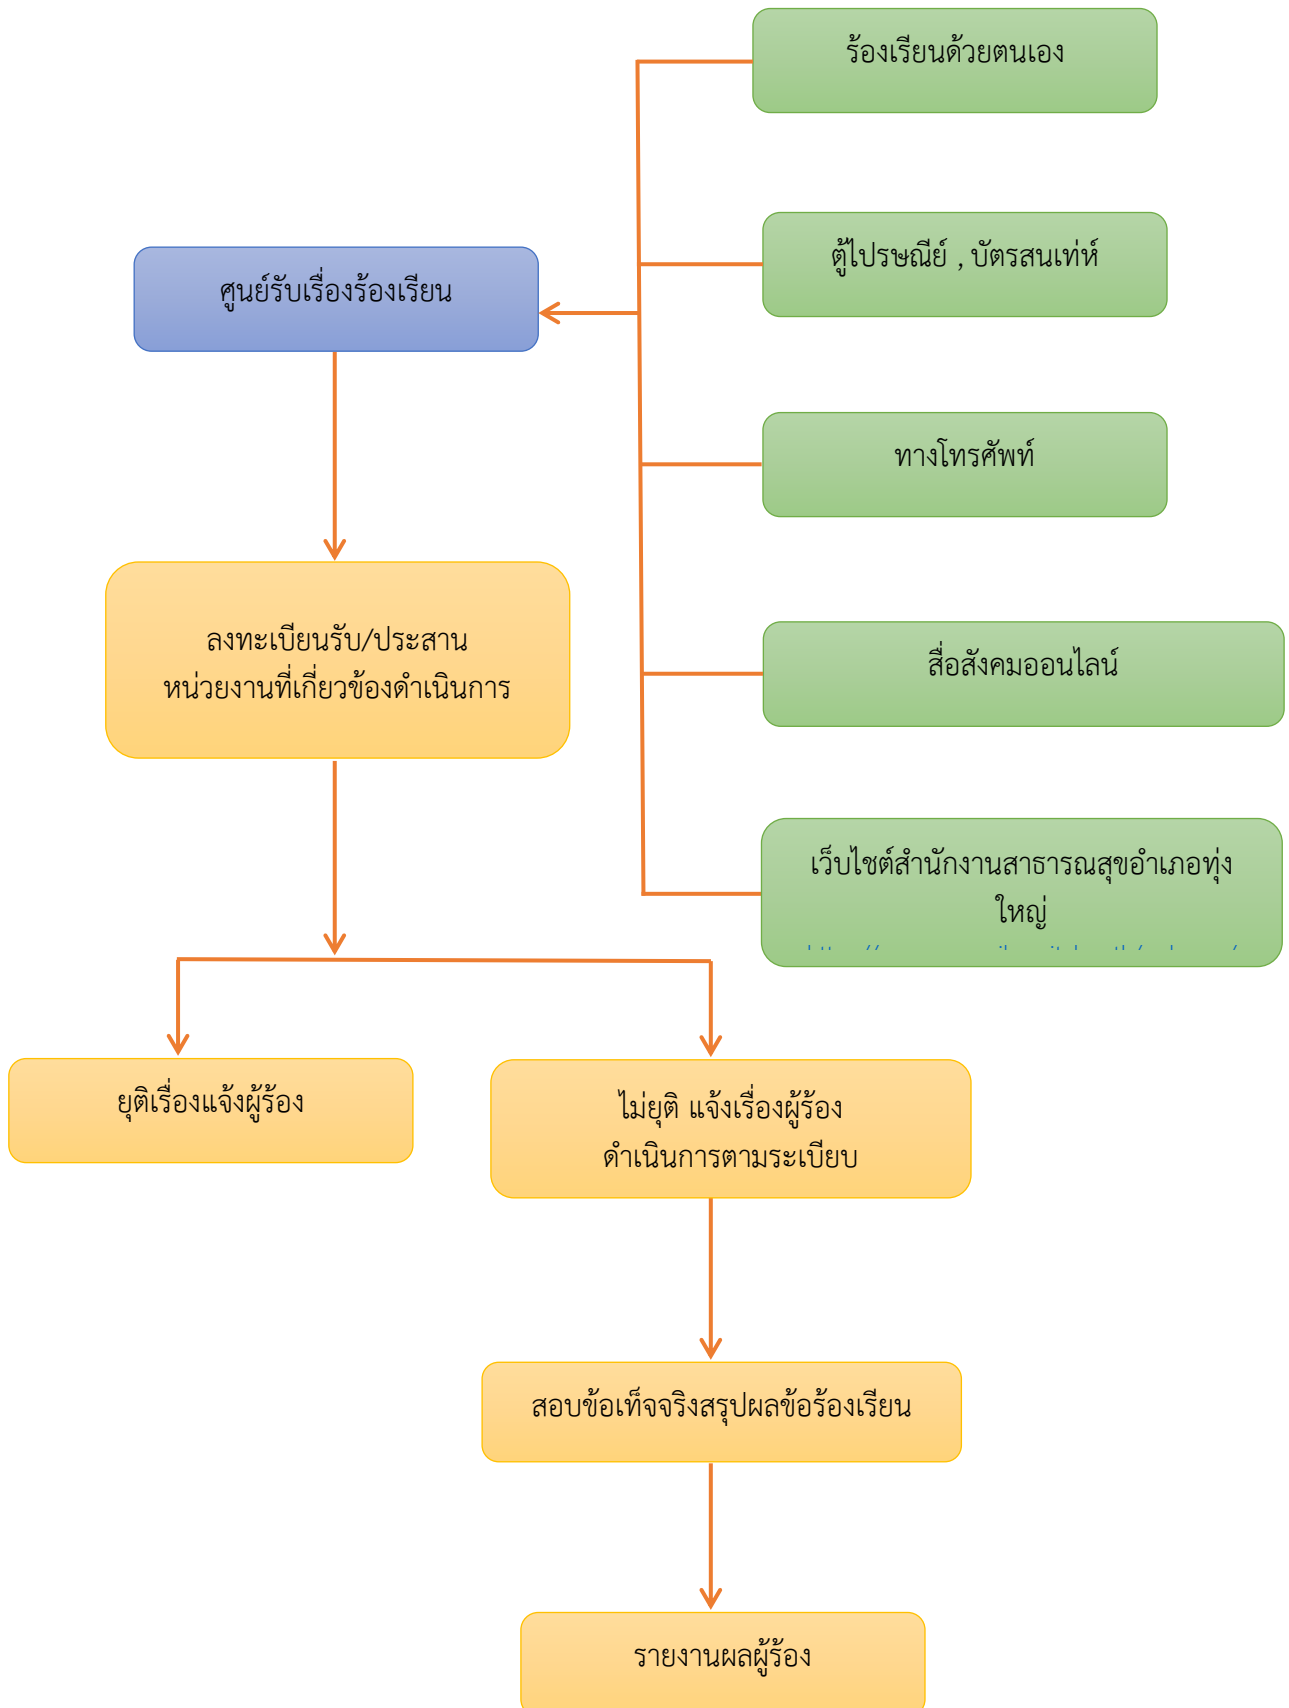 ร้องเรียนด้วยตนเอง
ตู้ไปรษณีย์ , บัตรสนเท่ห์
ศูนย์รับเรื่องร้องเรียน
ทางโทรศัพท์
ลงทะเบียนรับ/ประสาน
หน่วยงานที่เกี่ยวข้องดำเนินการ
สื่อสังคมออนไลน์
เว็บไซต์สำนักงานสาธารณสุขอำเภอทุ่ง
ใหญ่
ยุติเรื่องแจ้งผู้ร้อง
ไม่ยุติ แจ้งเรื่องผู้ร้อง
ดำเนินการตามระเบียบ
สอบข้อเท็จจริงสรุปผลข้อร้องเรียน
รายงานผลผู้ร้อง